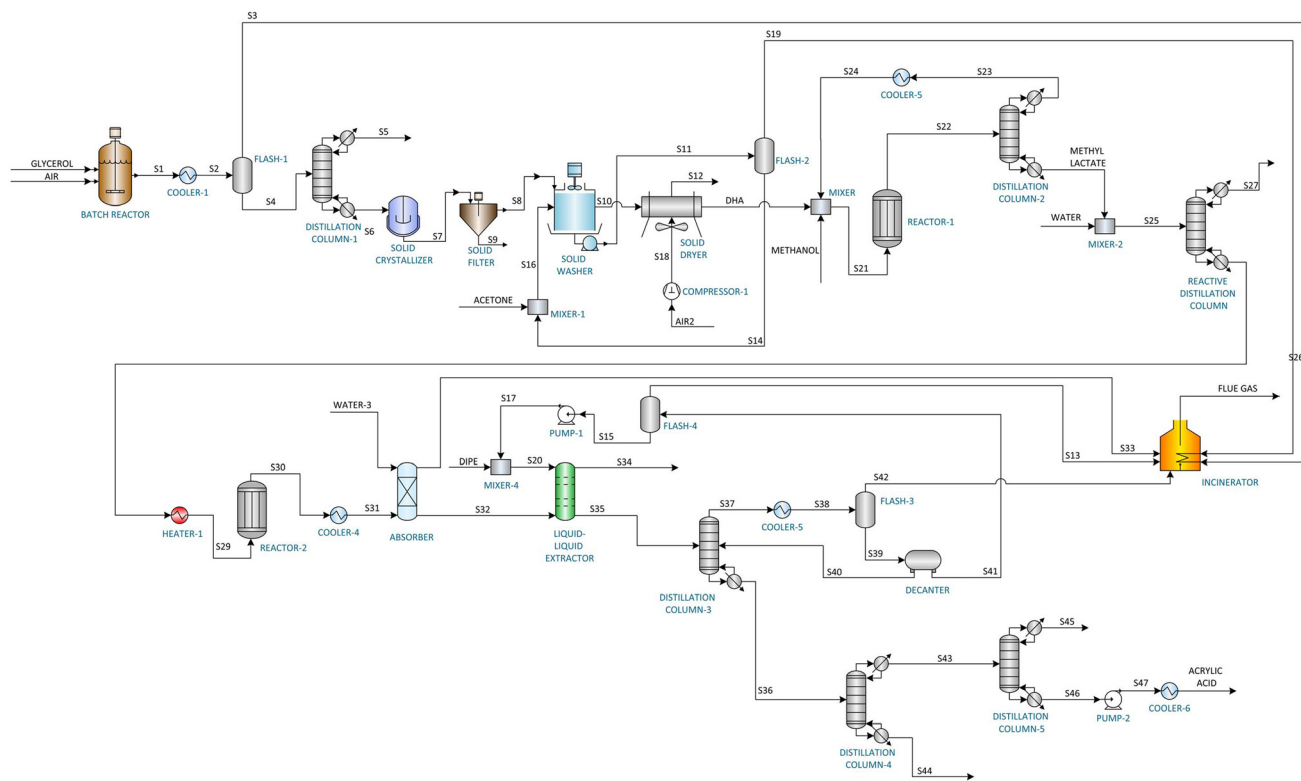 S3
S19
S24
S23
COOLER-5
S22
S5
S11
FLASH-2
S12
GLYCEROL
AIR
S1
S2
COOLER-1
FLASH-1
S4
BATCH REACTOR
DISTILLATION
COLUMN-1
S6
SOLID
CRYSTALLIZER
S7
SOLID
FILTER
S8
S9
S10
SOLID
WASHER
DHA
SOLID
DRYER
S16
S18
MIXER
METHANOL
REACTOR-1
S21
METHYL
LACTATE
DISTILLATION
COLUMN-2
WATER
MIXER-2
S25
S27
REACTIVE
DISTILLATION
COLUMN
ACETONE
MIXER-1
COMPRESSOR-1
AIR2
S14
S26
FLUE GAS
WATER-3
S17
PUMP-1
S15
FLASH-4
S13
S33
INCINERATOR
DIPE
MIXER-4
S20
S34
S30
S31
COOLER-4
ABSORBER
S32
S35
LIQUID-
LIQUID
EXTRACTOR
HEATER-1
S29
REACTOR-2
S37
COOLER-5
S38
S42
FLASH-3
S39
S40
S41
DECANTER
DISTILLATION
COLUMN-3
S36
S43
S45
S46
S47
ACRYLIC
ACID
PUMP-2
COOLER-6
DISTILLATION
COLUMN-5
DISTILLATION
COLUMN-4
S44